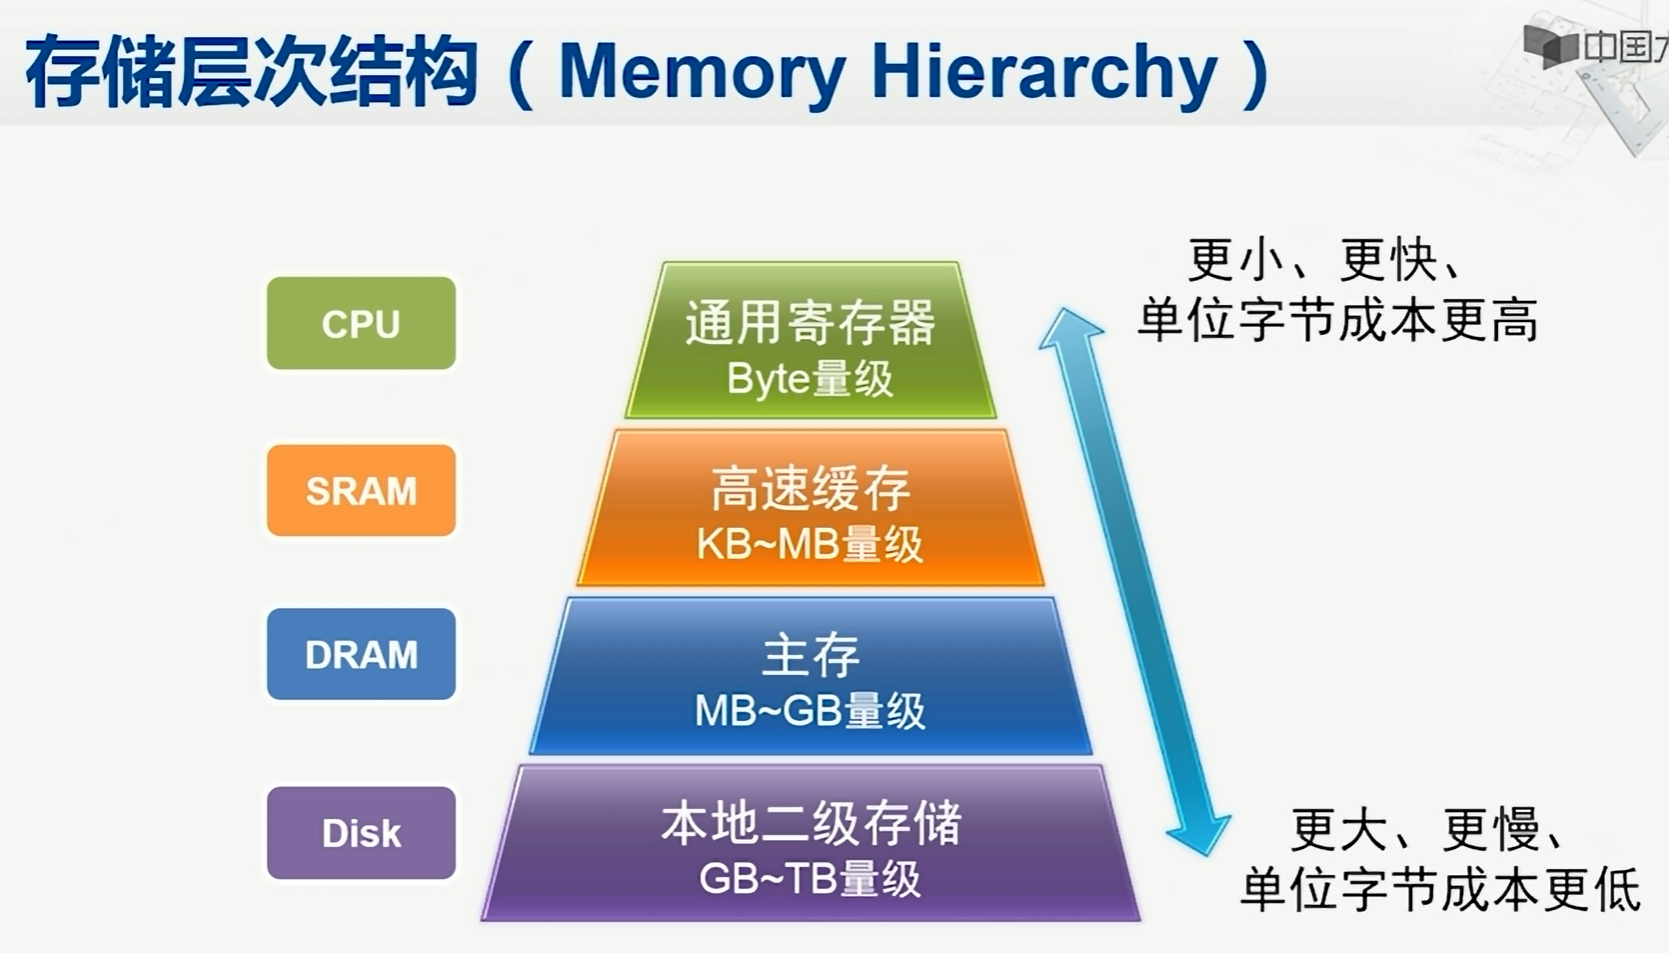 存储层次结构（Memory Hierarchy）
中国
CPU
通用寄存器
Byte量级
更小、更快、
单位字节成本更高
SRAM
高速缓存
KB~MB量级
DRAM
主存
MB~GB量级
Disk
本地二级存储
GB~TB量级
更大、更慢、
单位字节成本更低